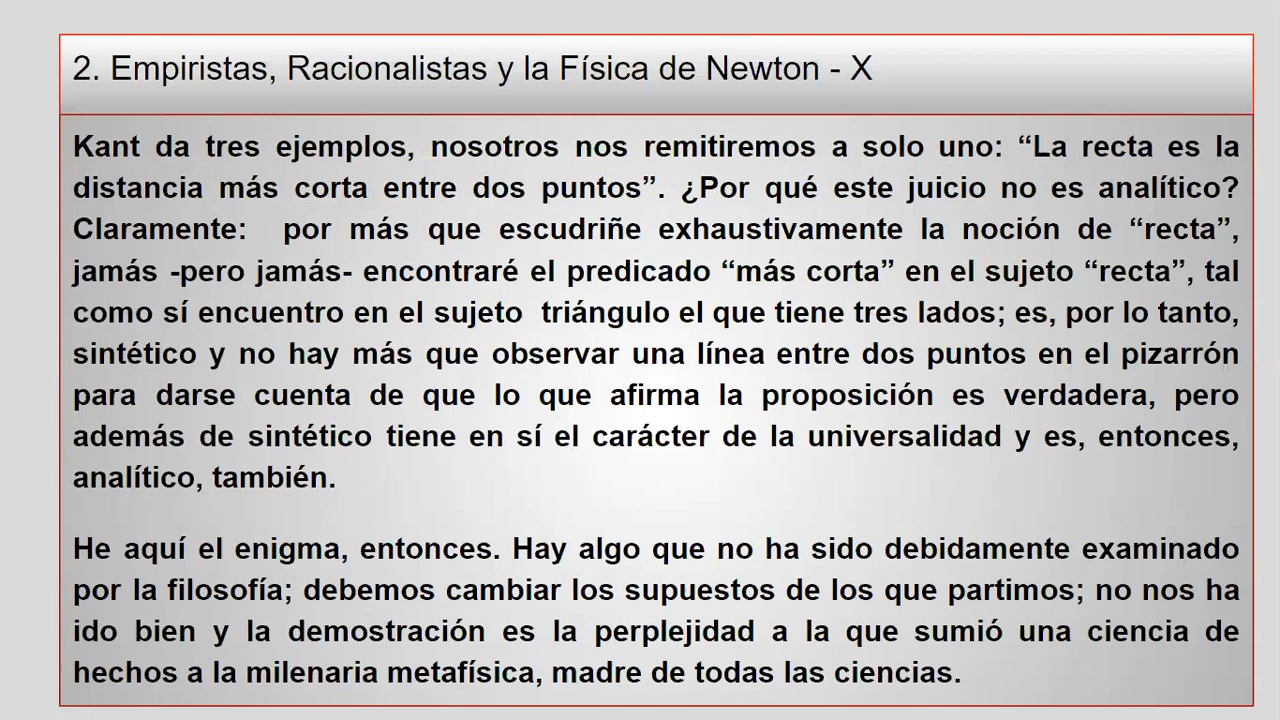 2. Empiristas, Racionalistas y la Física de Newton - X
Kant da tres ejemplos, nosotros nos remitiremos a solo uno: “La recta es la
distancia más corta entre dos puntos”. ¿Por qué este juicio no es analítico?
Claramente: por más que escudriñe exhaustivamente la noción de “recta”,
jamás -pero jamás- encontraré el predicado “más corta” en el sujeto “recta”, tal
como sí encuentro en el sujeto triángulo el que tiene tres lados; es, por lo tanto,
sintético y no hay más que observar una línea entre dos puntos en el pizarrón
para darse cuenta de que lo que afirma la proposición es verdadera, pero
además de sintético tiene en sí el carácter de la universalidad y es, entonces,
analítico, también.
He aquí el enigma, entonces. Hay algo que no ha sido debidamente examinado
por la filosofía; debemos cambiar los supuestos de los que partimos; no nos ha
ido bien y la demostración es la perplejidad a la que sumió una ciencia de
hechos a la milenaria metafísica, madre de todas las ciencias.